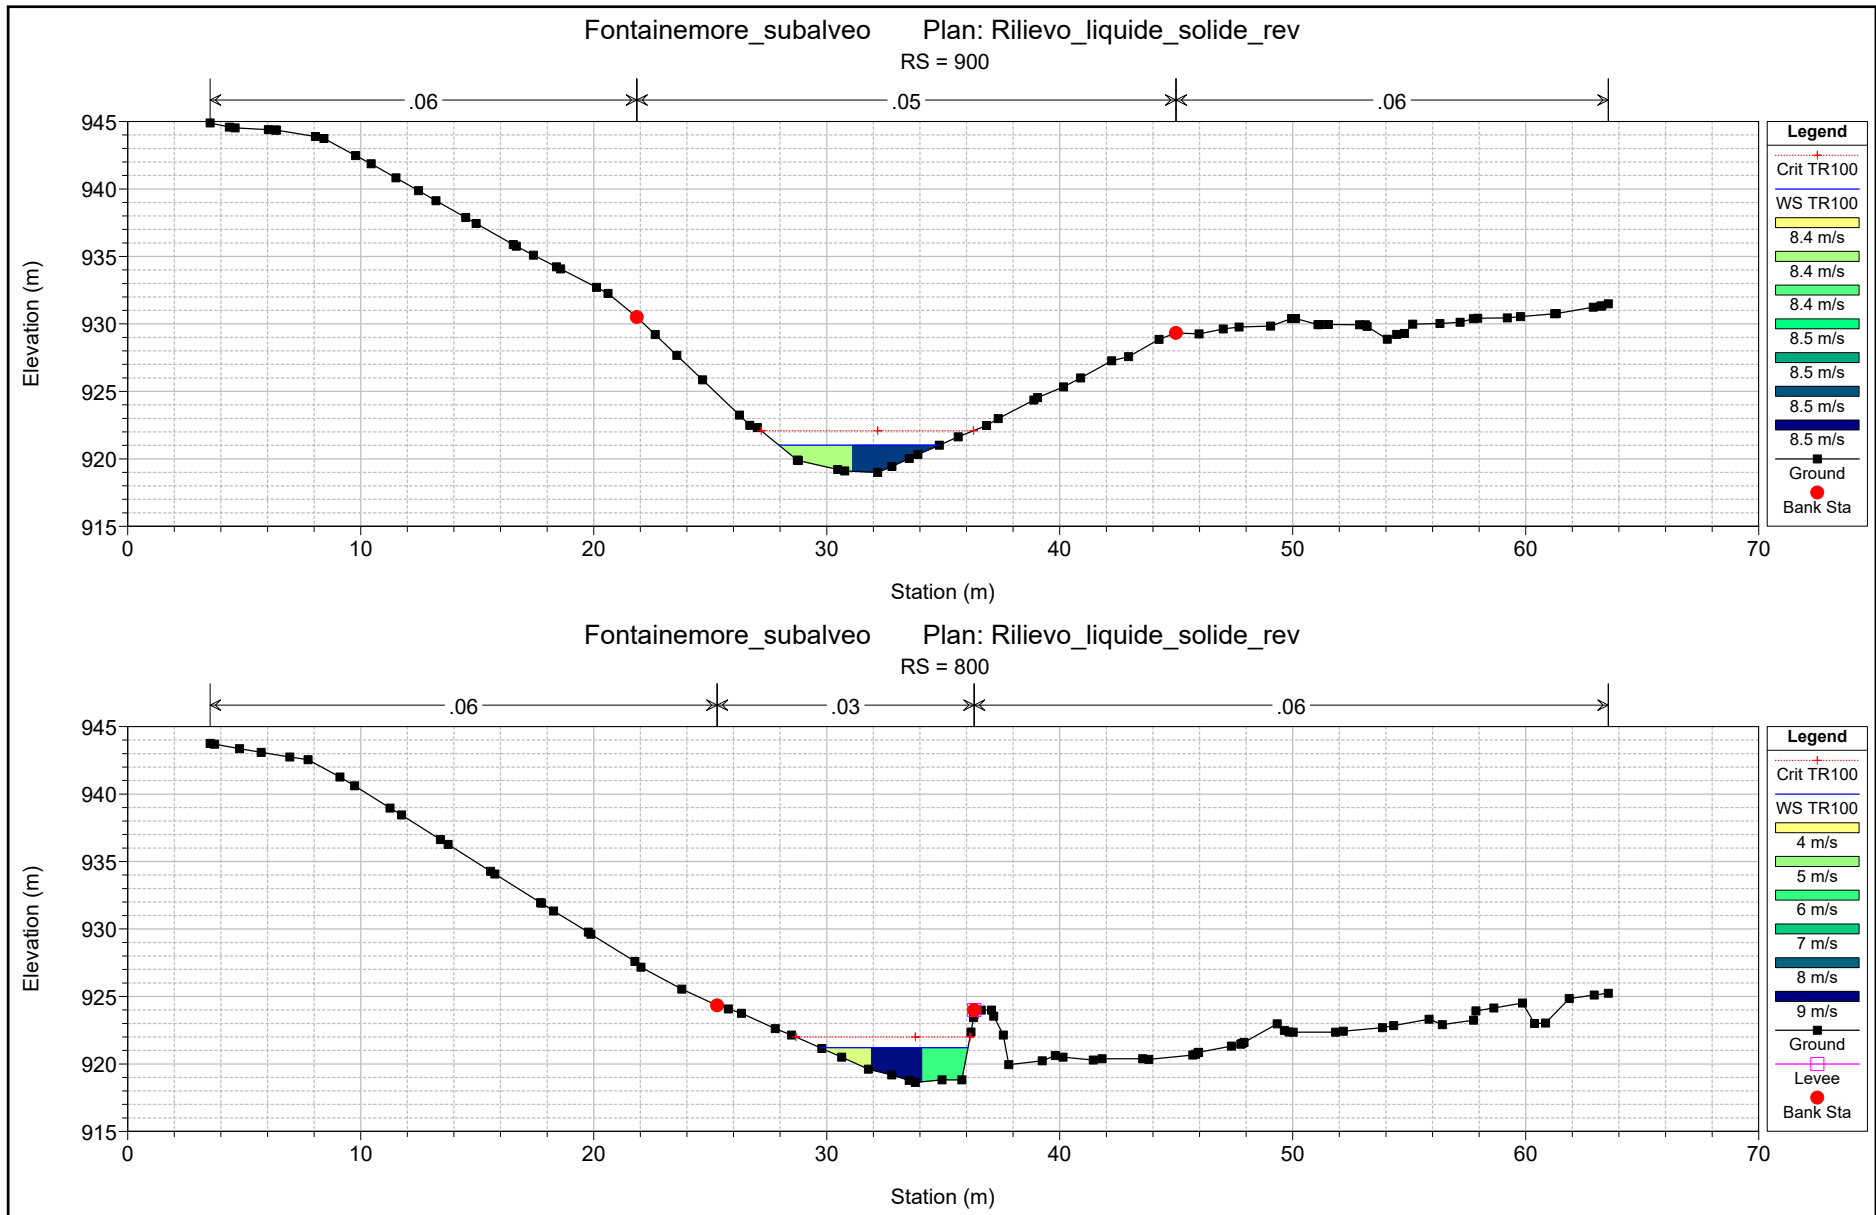 Fontainemore_subalveo Plan: Rilievo_liquide_solide_rev
RS = 900
.06 .05 .06
945
940
935
930
925
920
915
Elevation (m)
0 10 20 30 40 50 60 70
Station (m)
Legend
Crit TR100
WS TR100
8.4 m/s
8.4 m/s
8.4 m/s
8.5 m/s
8.5 m/s
8.5 m/s
8.5 m/s
Ground
Bank Sta
Fontainemore_subalveo Plan: Rilievo_liquide_solide_rev
RS = 800
.06 .03 .06
945
940
935
930
925
920
915
Elevation (m)
0 10 20 30 40 50 60 70
Station (m)
Legend
Crit TR100
WS TR100
4 m/s
5 m/s
6 m/s
7 m/s
8 m/s
9 m/s
Ground
Levee
Bank Sta